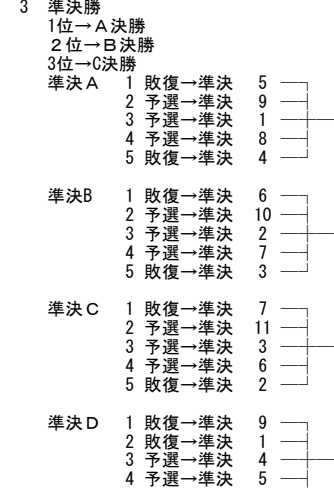 3 準決勝
1位→Ａ決勝
２位→Ｂ決勝
3位→C決勝
準決Ａ 1 敗復→準決 5
2 予選→準決 9
3 予選→準決 1
4 予選→準決 8
5 敗復→準決 4
準決B 1 敗復→準決 6
2 予選→準決 10
3 予選→準決 2
4 予選→準決 7
5 敗復→準決 3
準決Ｃ 1 敗復→準決 7
2 予選→準決 11
3 予選→準決 3
4 予選→準決 6
5 敗復→準決 2
準決Ｄ 1 敗復→準決 9
2 敗復→準決 1
3 予選→準決 4
4 予選→準決 5